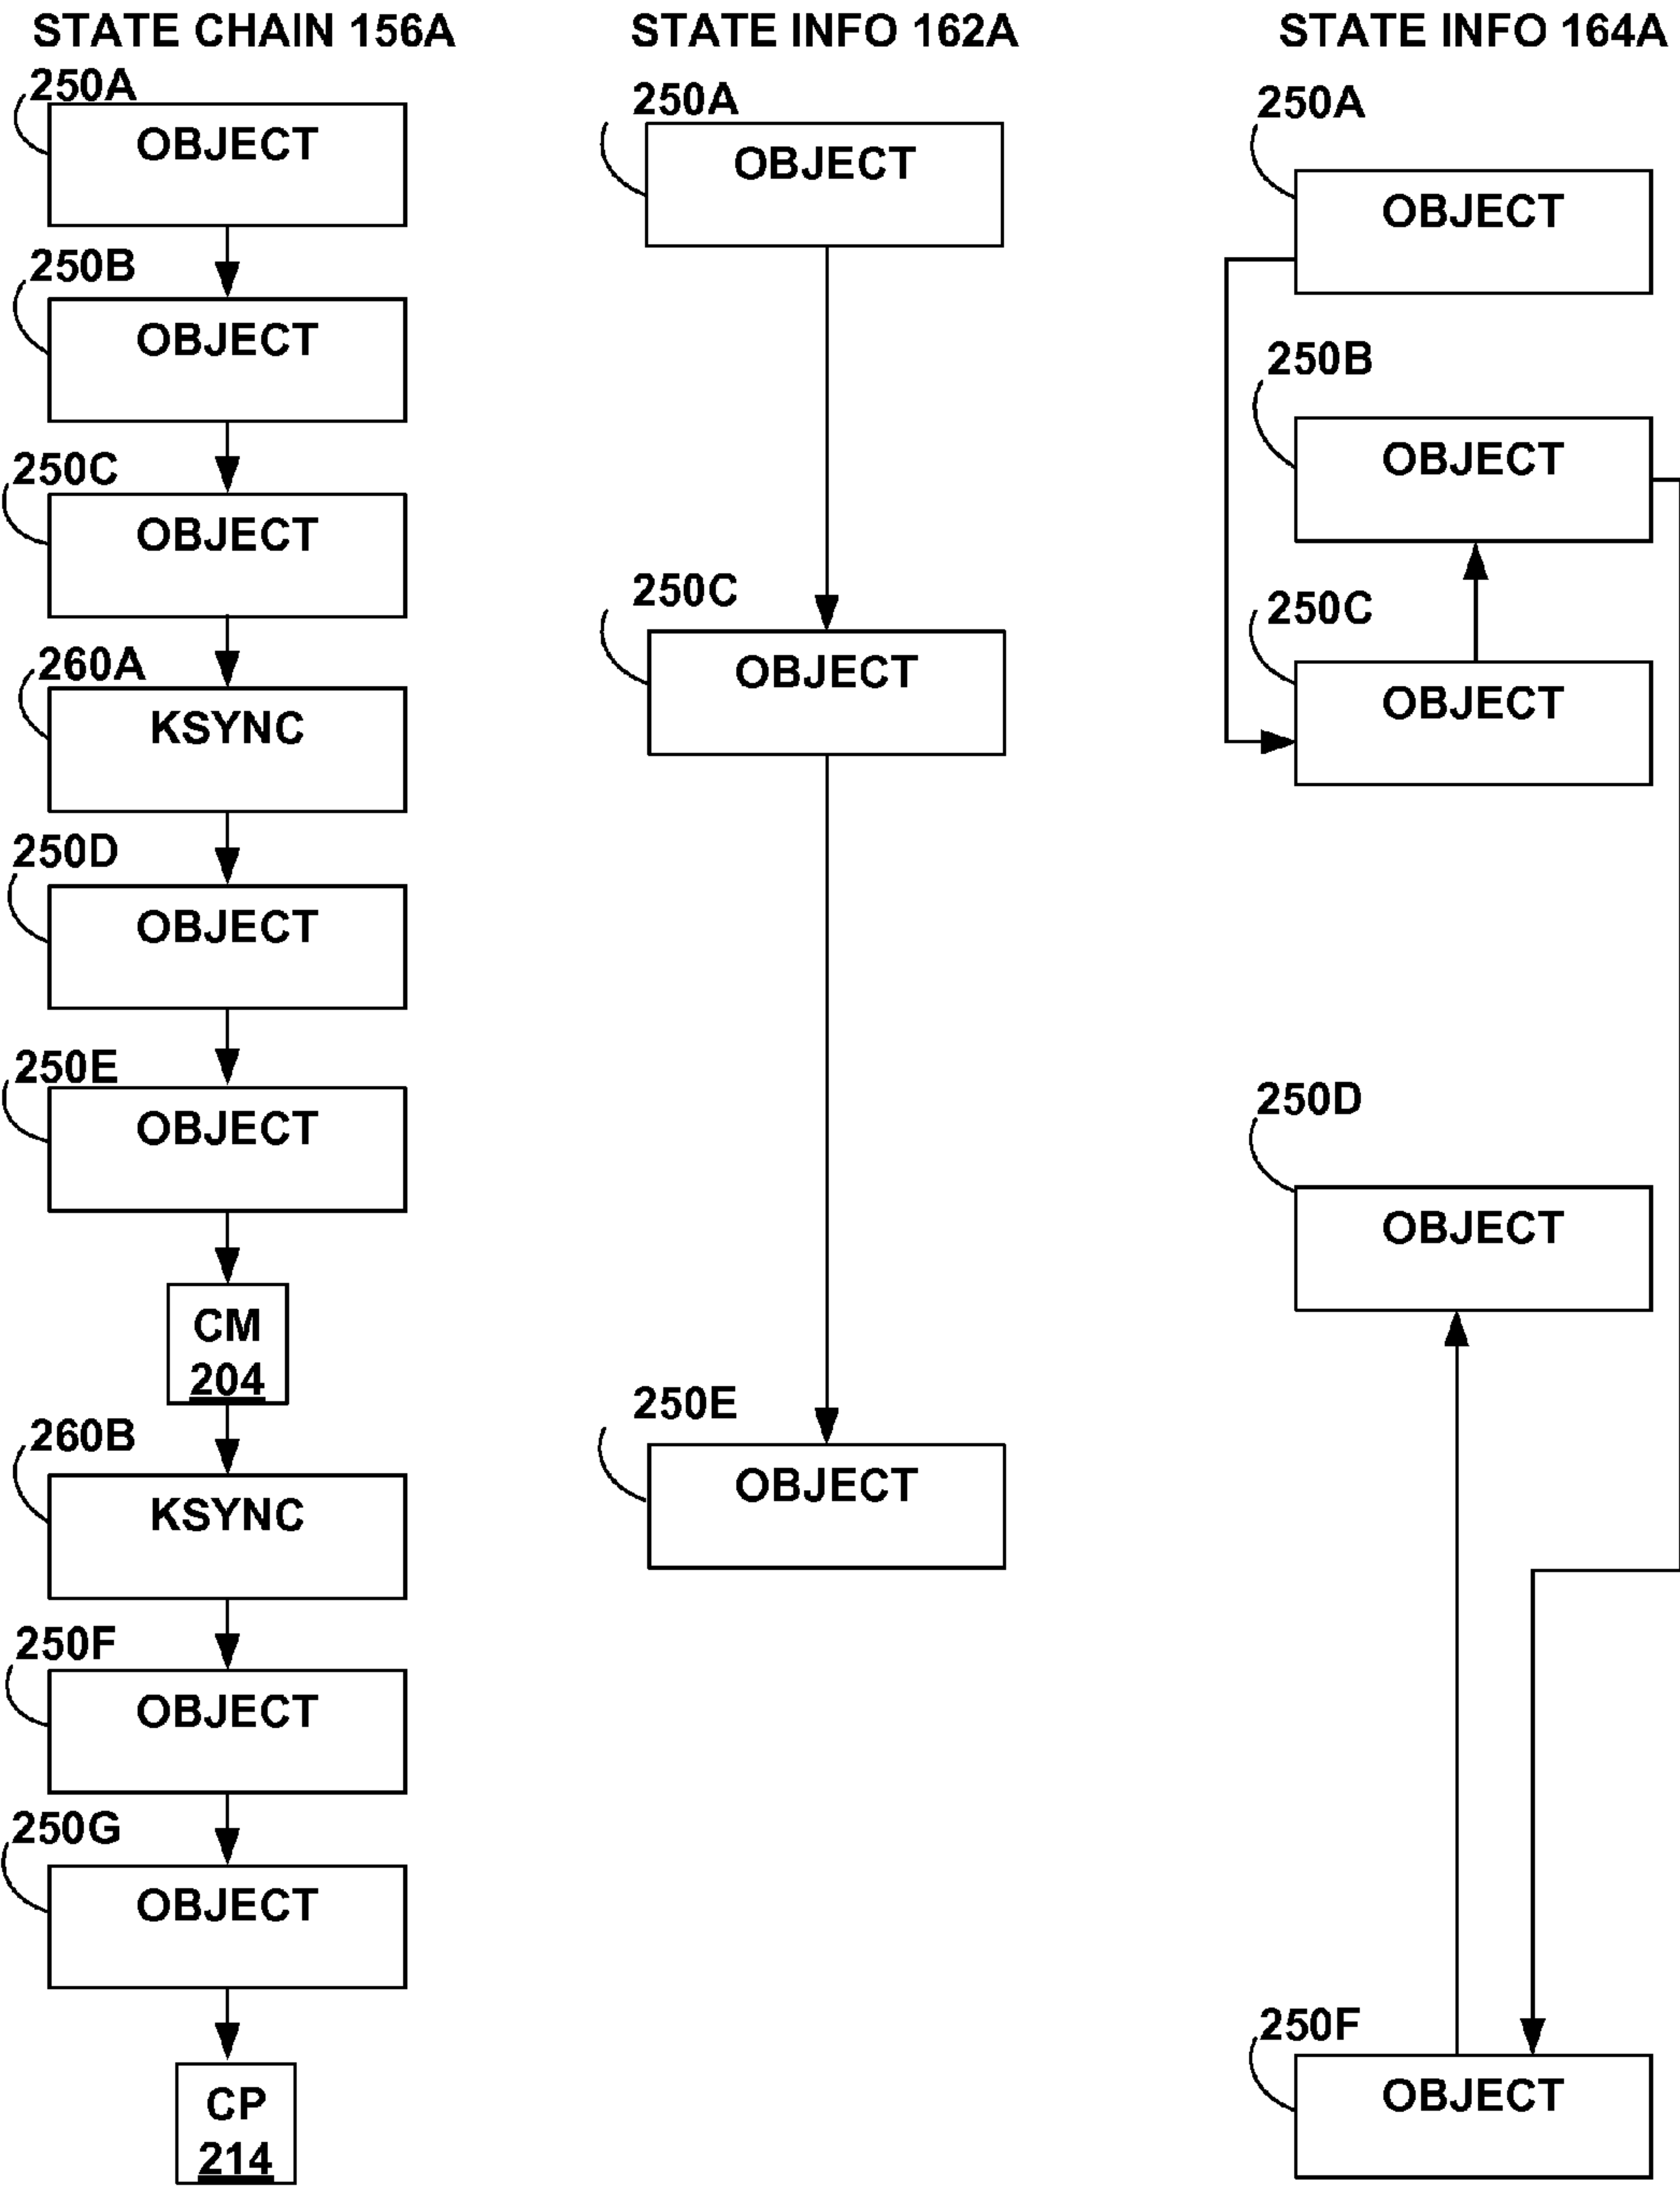 STATE CHAIN 156A
250A
OBJECT
250B
OBJECT
250C
OBJECT
260A
KSYNC
250D
OBJECT
250E
OBJECT
CM
204
260B
KSYNC
250F
OBJECT
250G
OBJECT
CP
214
STATE INFO 162A
250A
OBJECT
250C
OBJECT
250E
OBJECT
STATE INFO 164A
250A
OBJECT
250B
OBJECT
250C
OBJECT
250D
OBJECT
250F
OBJECT